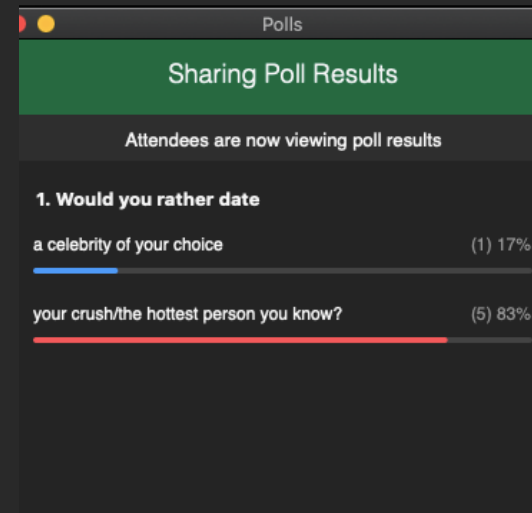 Polls
Sharing Poll Results
Attendees are now viewing poll results
1. Would you rather date
a celebrity of your choice (1) 17%
your crush/the hottest person you know? (5) 83%